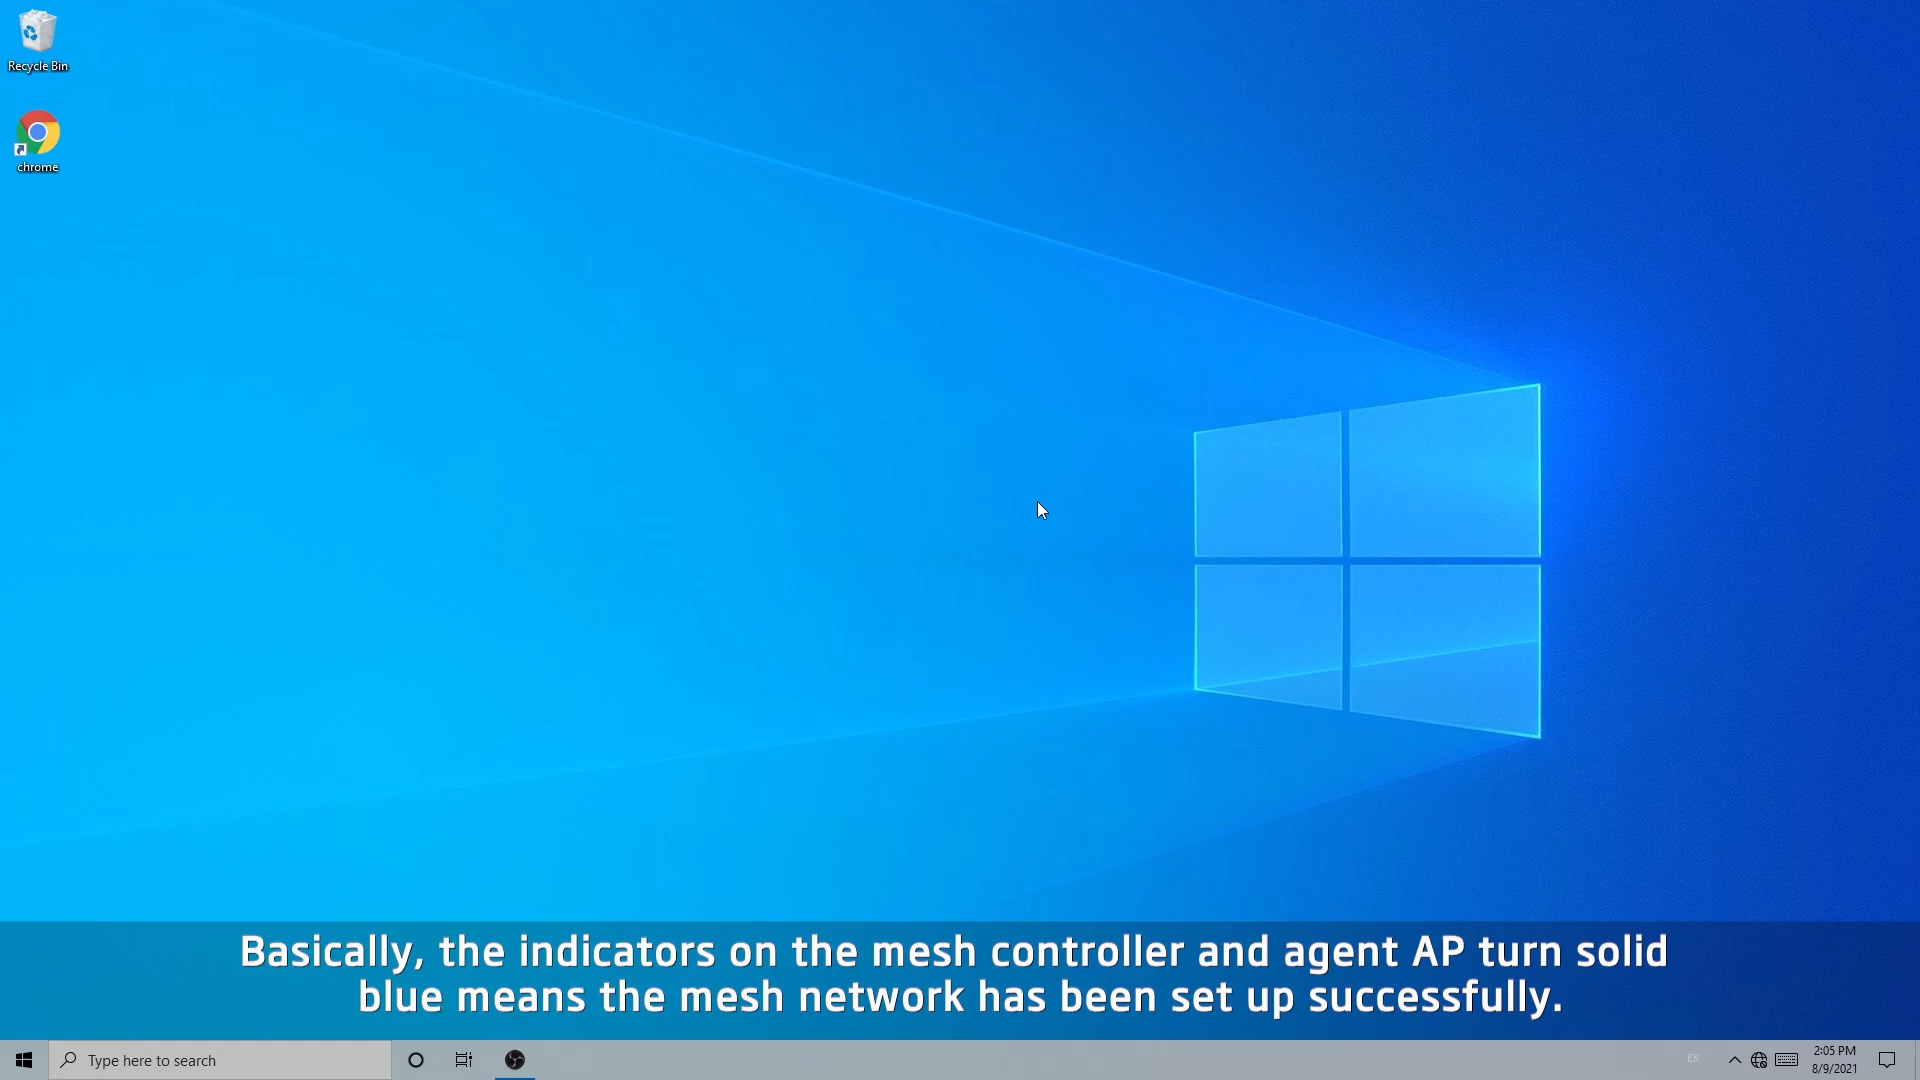 Recycle Bin
chrome
Basically, the indicators on the mesh controller and agent AP turn solid
blue means the mesh network has been set up successfully.
Type here to search
EN
2:05 PM
8/9/2021